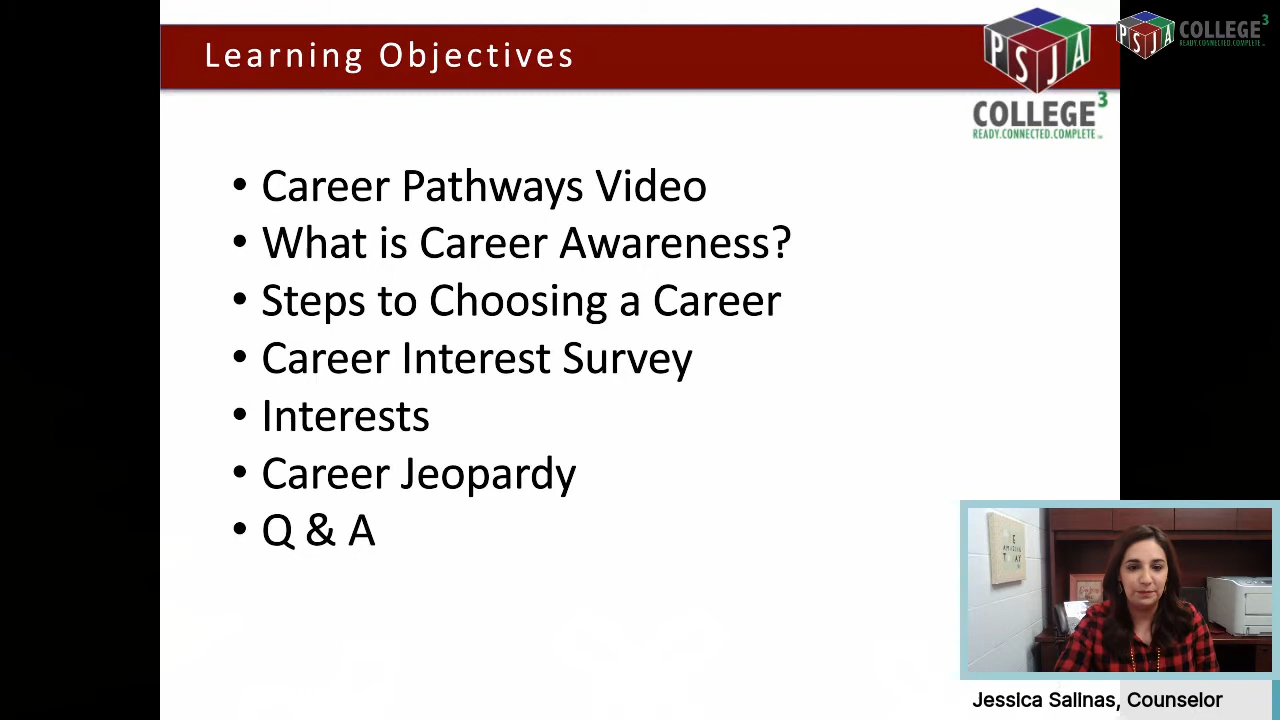 Learning Objectives
PSJA
COLLEGE³
READY.CONNECTED.COMPLETE
PSJA
COLLEGE³
READY.CONNECTED.COMPLETE
• Career Pathways Video
• What is Career Awareness?
• Steps to Choosing a Career
• Career Interest Survey
• Interests
• Career Jeopardy
• Q & A
Jessica Salinas, Counselor